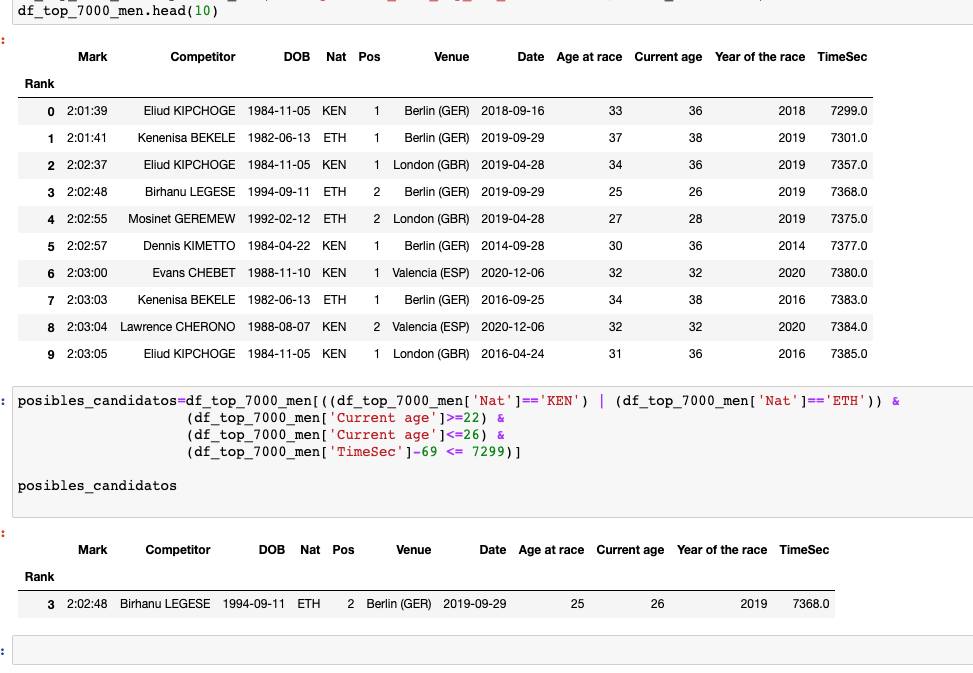 df_top_7000_men.head(10)
Mark Competitor DOB Nat Pos Venue Date Age at race Current age Year of the race TimeSec
Rank
0 2:01:39 Eliud KIPCHOGE 1984-11-05 KEN 1 Berlin (GER) 2018-09-16 33 36 2018 7299.0
1 2:01:41 Kenenisa BEKELE 1982-06-13 ETH 1 Berlin (GER) 2019-09-29 37 38 2019 7301.0
2 2:02:37 Eliud KIPCHOGE 1984-11-05 KEN 1 London (GBR) 2019-04-28 34 36 2019 7357.0
3 2:02:48 Birhanu LEGESE 1994-09-11 ETH 2 Berlin (GER) 2019-09-29 25 26 2019 7368.0
4 2:02:55 Mosinet GEREMEW 1992-02-12 ETH 2 London (GBR) 2019-04-28 27 28 2019 7375.0
5 2:02:57 Dennis KIMETTO 1984-04-22 KEN 1 Berlin (GER) 2014-09-28 30 36 2014 7377.0
6 2:03:00 Evans CHEBET 1988-11-10 KEN 1 Valencia (ESP) 2020-12-06 32 32 2020 7380.0
7 2:03:03 Kenenisa BEKELE 1982-06-13 ETH 1 Berlin (GER) 2016-09-25 34 38 2016 7383.0
8 2:03:04 Lawrence CHERONO 1988-08-07 KEN 2 Valencia (ESP) 2020-12-06 32 32 2020 7384.0
9 2:03:05 Eliud KIPCHOGE 1984-11-05 KEN 1 London (GBR) 2016-04-24 31 36 2016 7385.0
posibles_candidatos=df_top_7000_men[((df_top_7000_men['Nat']=='KEN') | (df_top_7000_men['Nat']=='ETH')) &
(df_top_7000_men['Current age']>=22) &
(df_top_7000_men['Current age']<=26) &
(df_top_7000_men['TimeSec']-69 <= 7299)]
posibles_candidatos
Mark Competitor DOB Nat Pos Venue Date Age at race Current age Year of the race TimeSec
Rank
3 2:02:48 Birhanu LEGESE 1994-09-11 ETH 2 Berlin (GER) 2019-09-29 25 26 2019 7368.0